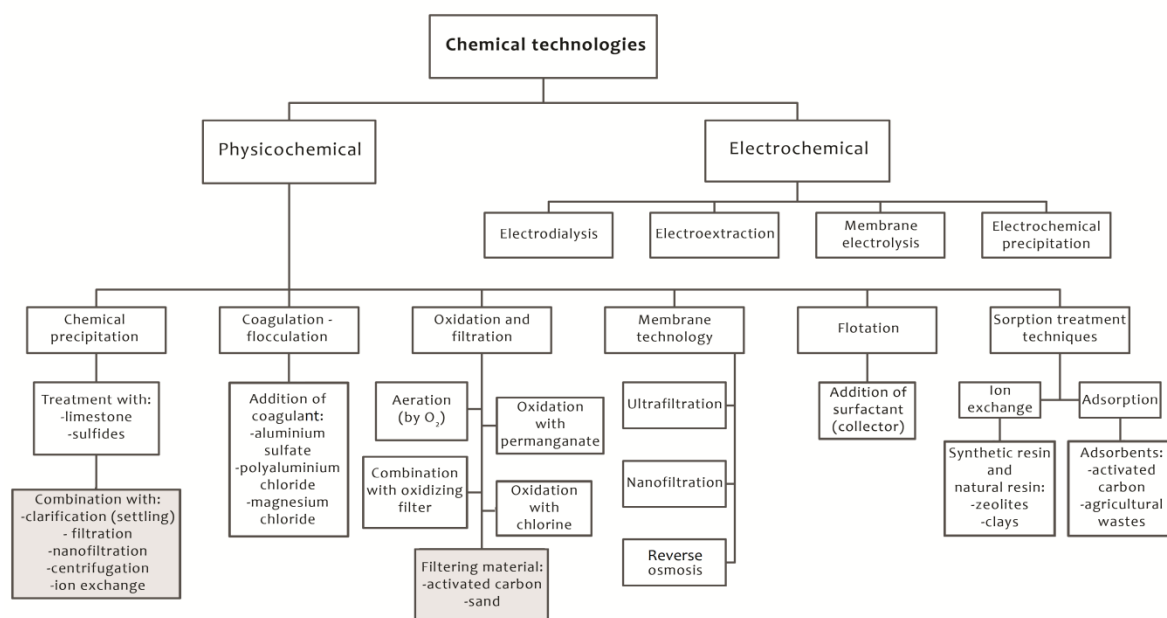 Chemical technologies
Physicochemical
Electrochemical
Electrodialysis
Electroextraction
Membrane
electrolysis
Electrochemical
precipitation
Chemical
precipitation
Coagulation -
flocculation
Oxidation and
filtration
Membrane
technology
Flotation
Sorption treatment
techniques
Treatment with:
-limestone
-sulfides
Combination with:
-clarification (settling)
- filtration
-nanofiltration
-centrifugation
-ion exchange
Addition of
coagulant:
-aluminium
sulfate
-polyaluminium
chloride
-magnesium
chloride
Aeration
(by O₂)
Oxidation
with
permanganate
Combination
with oxidizing
filter
Oxidation
with
chlorine
Filtering material:
-activated carbon
-sand
Ultrafiltration
Nanofiltration
Reverse
osmosis
Addition of
surfactant
(collector)
Ion
exchange
Adsorption
Synthetic resin
and
natural resin:
-zeolites
-clays
Adsorbents:
-activated
carbon
-agricultural
wastes